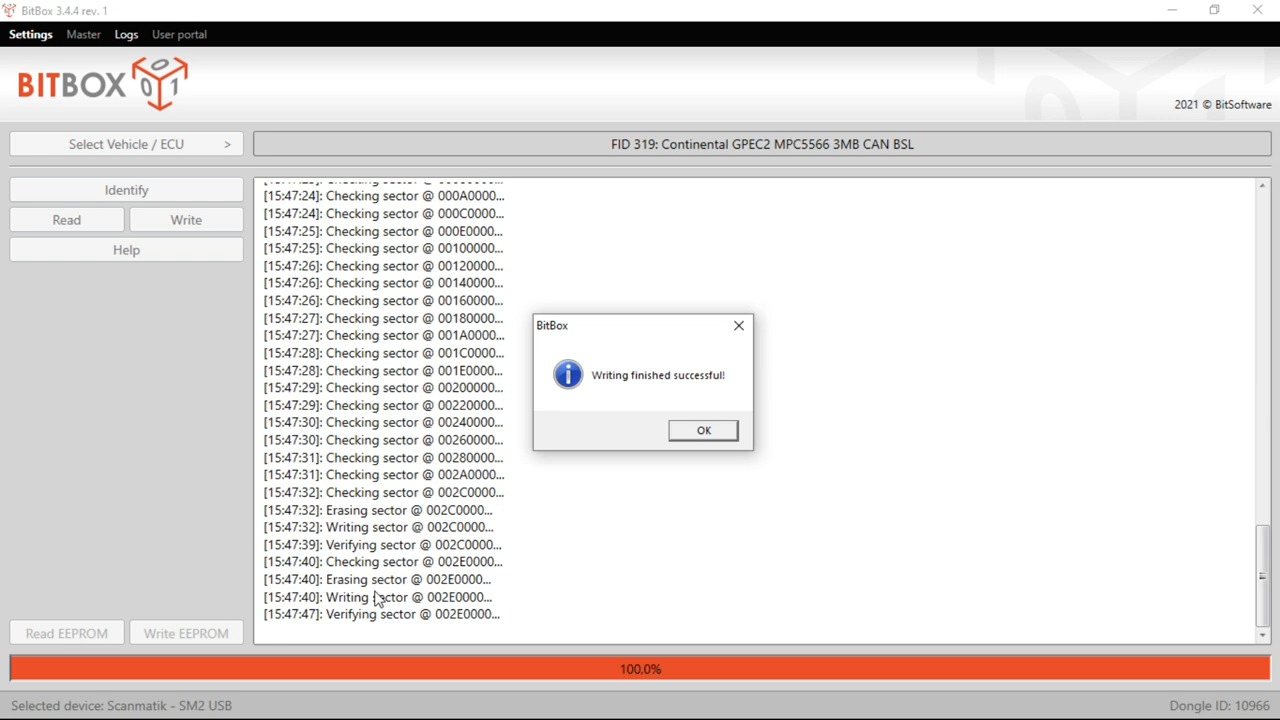 BitBox 3.4.4 rev. 1
Settings Master Logs User portal
BITBOX 01
2021 © BitSoftware
Select Vehicle / ECU >
FID 319: Continental GPEC2 MPC5566 3MB CAN BSL
Identify
Read Write
Help
[15:47:24]: Checking sector @ 000A0000...
[15:47:24]: Checking sector @ 000C0000...
[15:47:25]: Checking sector @ 000E0000...
[15:47:25]: Checking sector @ 00100000...
[15:47:26]: Checking sector @ 00120000...
[15:47:26]: Checking sector @ 00140000...
[15:47:26]: Checking sector @ 00160000...
[15:47:27]: Checking sector @ 00180000...
[15:47:27]: Checking sector @ 001A0000...
[15:47:28]: Checking sector @ 001C0000...
[15:47:28]: Checking sector @ 001E0000...
[15:47:29]: Checking sector @ 00200000...
[15:47:29]: Checking sector @ 00220000...
[15:47:30]: Checking sector @ 00240000...
[15:47:30]: Checking sector @ 00260000...
[15:47:31]: Checking sector @ 00280000...
[15:47:31]: Checking sector @ 002A0000...
[15:47:32]: Checking sector @ 002C0000...
[15:47:32]: Erasing sector @ 002C0000...
[15:47:32]: Writing sector @ 002C0000...
[15:47:39]: Verifying sector @ 002C0000...
[15:47:40]: Checking sector @ 002E0000...
[15:47:40]: Erasing sector @ 002E0000...
[15:47:40]: Writing sector @ 002E0000...
[15:47:47]: Verifying sector @ 002E0000...
BitBox
Writing finished successful!
OK
Read EEPROM Write EEPROM
100,0%
Selected device: Scanmatik - SM2 USB
Dongle ID: 10966